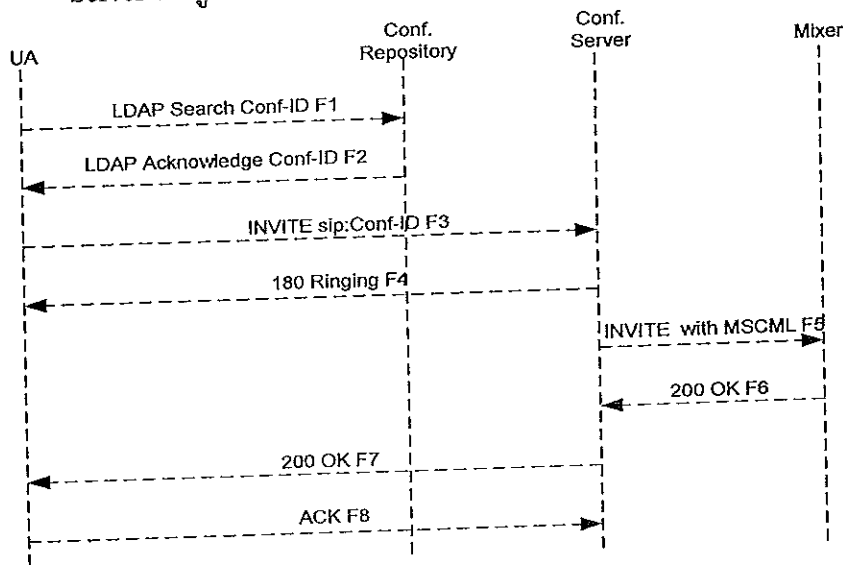 UA
Conf.
Repository
Conf.
Server
Mixer
LDAP Search Conf-ID F1
LDAP Acknowledge Conf-ID F2
INVITE sip:Conf-ID F3
180 Ringing F4
INVITE with MSCML F5
200 OK F6
200 OK F7
ACK F8